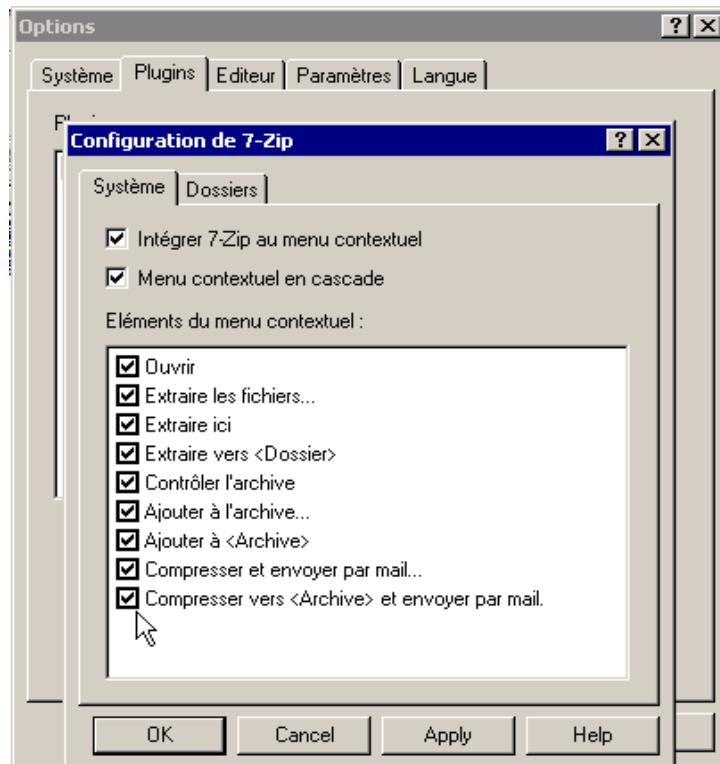 Options
Système Plugins Editeur Paramètres Langue
Configuration de 7-Zip
Système Dossiers
Intégrer 7-Zip au menu contextuel
Menu contextuel en cascade
Eléments du menu contextuel :
Ouvrir
Extraire les fichiers...
Extraire ici
Extraire vers <Dossier>
Contrôler l'archive
Ajouter à l'archive...
Ajouter à <Archive>
Compresser et envoyer par mail...
Compresser vers <Archive> et envoyer par mail.
OK Cancel Apply Help